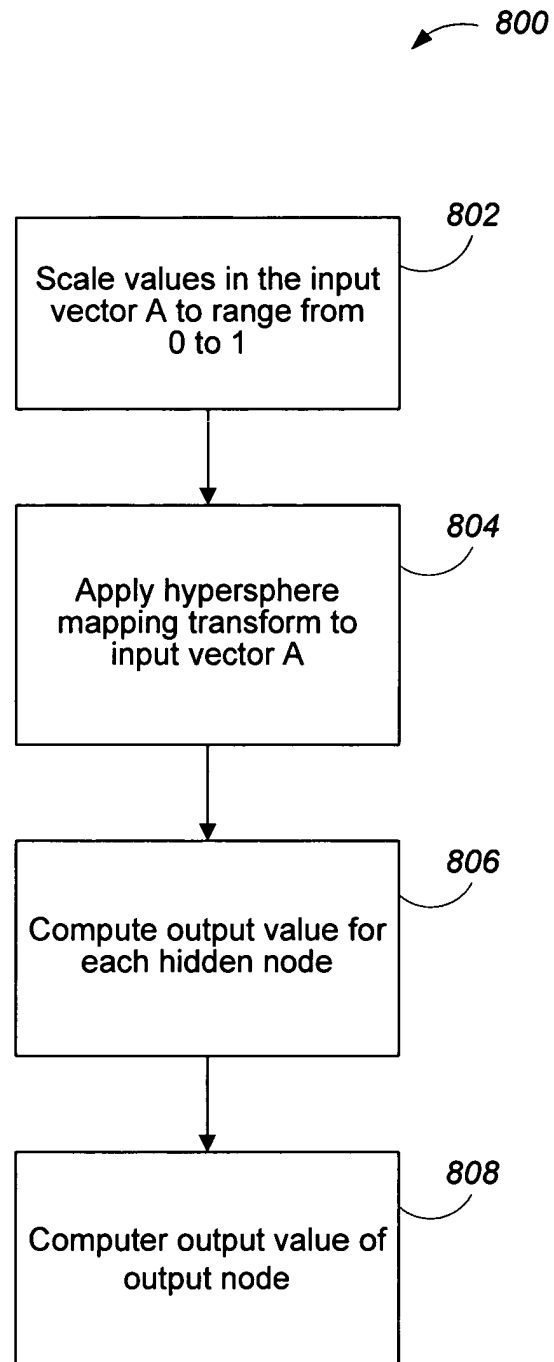 800
802
Scale values in the input
vector A to range from
0 to 1
804
Apply hypersphere
mapping transform to
input vector A
806
Compute output value for
each hidden node
808
Computer output value of
output node